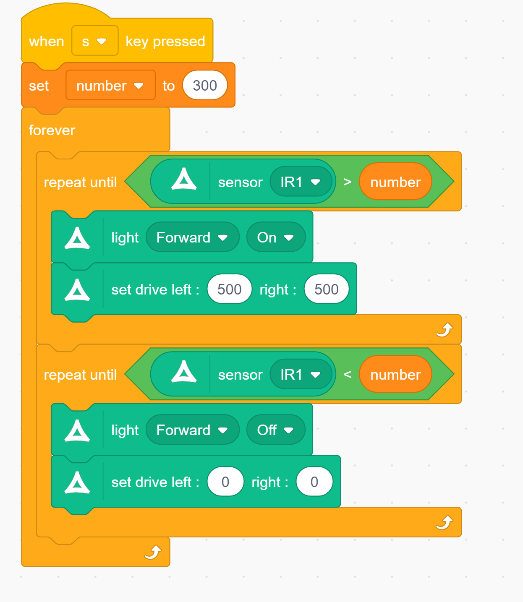 when s key pressed
set number to 300
forever
repeat until sensor IR1 > number
light Forward On
set drive left : 500 right : 500
repeat until sensor IR1 < number
light Forward Off
set drive left : 0 right : 0